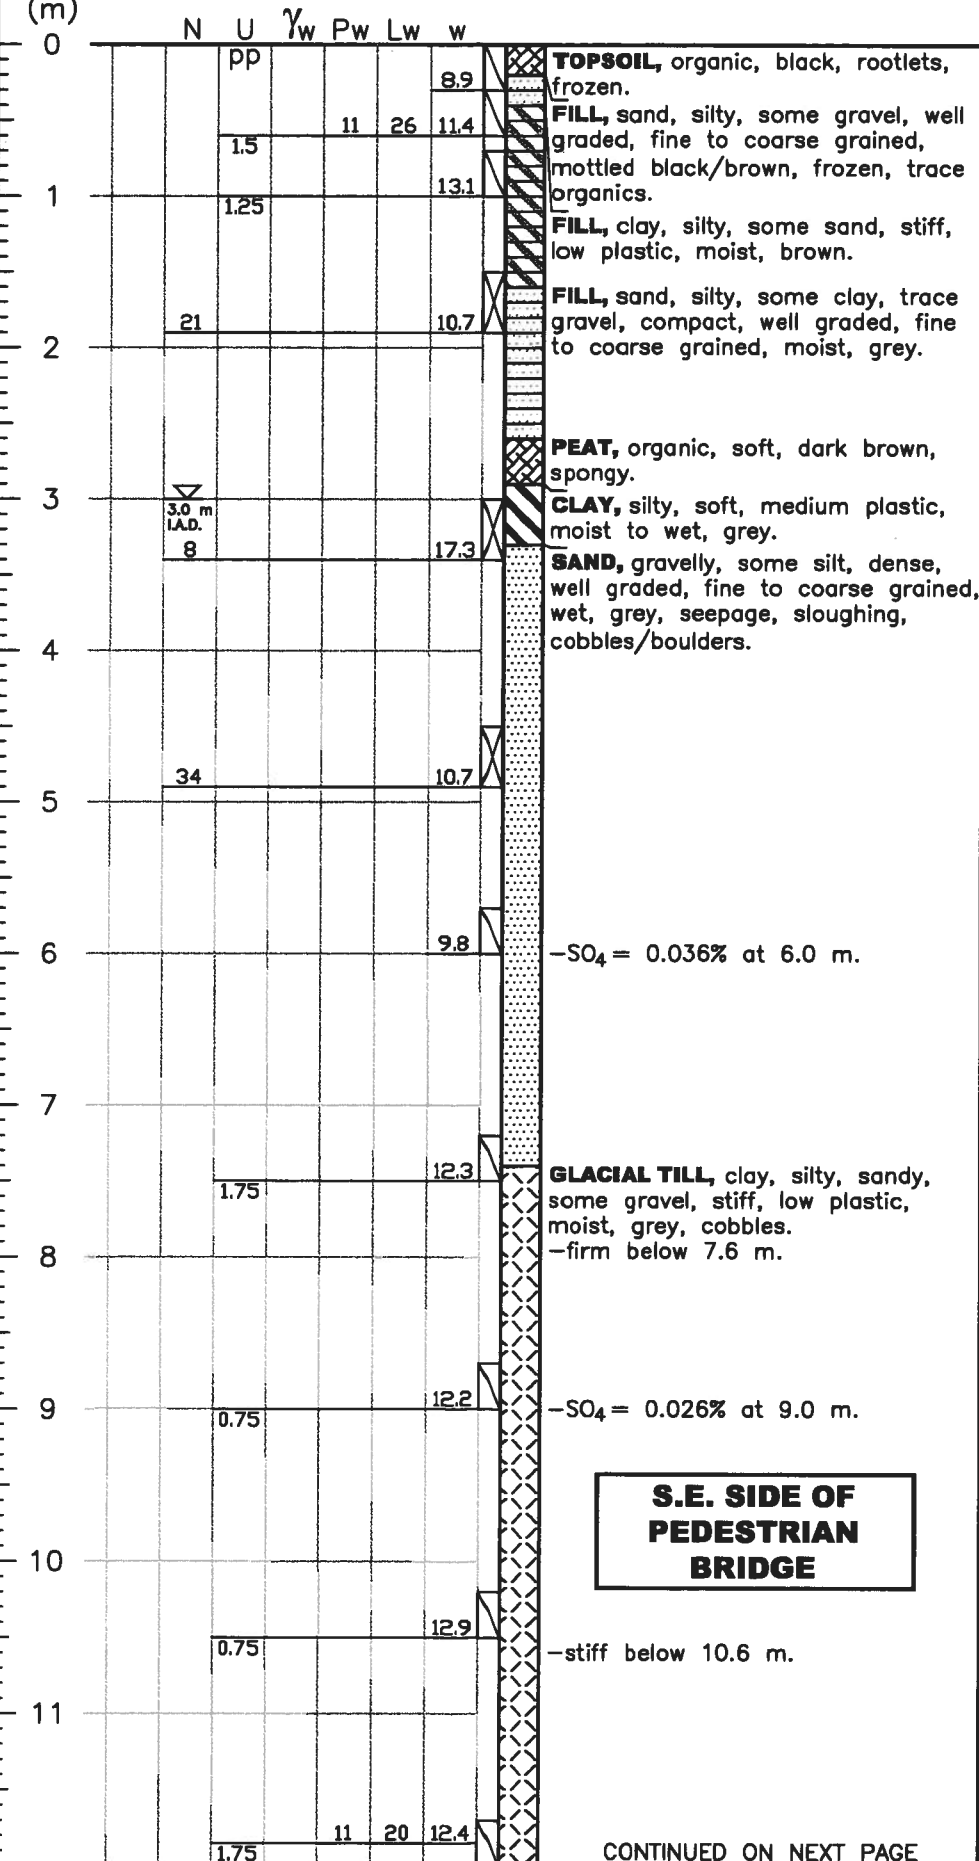 (m)
N U γw Pw Lw w
0
PP
8.9
TOPSOIL, organic, black, rootlets,
frozen.
11 26 11.4
1.5
FILL, sand, silty, some gravel, well
graded, fine to coarse grained,
mottled black/brown, frozen, trace
organics.
13.1
1
1.25
FILL, clay, silty, some sand, stiff,
low plastic, moist, brown.
21 10.7
FILL, sand, silty, some clay, trace
gravel, compact, well graded, fine
to coarse grained, moist, grey.
2
PEAT, organic, soft, dark brown,
spongy.
3
3.0 m
I.A.D.
CLAY, silty, soft, medium plastic,
moist to wet, grey.
8 17.3
SAND, gravelly, some silt, dense,
well graded, fine to coarse grained,
wet, grey, seepage, sloughing,
cobbles/boulders.
4
34 10.7
5
9.8
6
-SO4 = 0.036% at 6.0 m.
7
12.3
1.75
GLACIAL TILL, clay, silty, sandy,
some gravel, stiff, low plastic,
moist, grey, cobbles.
-firm below 7.6 m.
8
12.2
9
0.75
-SO4 = 0.026% at 9.0 m.
S.E. SIDE OF
PEDESTRIAN
BRIDGE
10
12.9
0.75
-stiff below 10.6 m.
11
11 20 12.4
1.75
CONTINUED ON NEXT PAGE